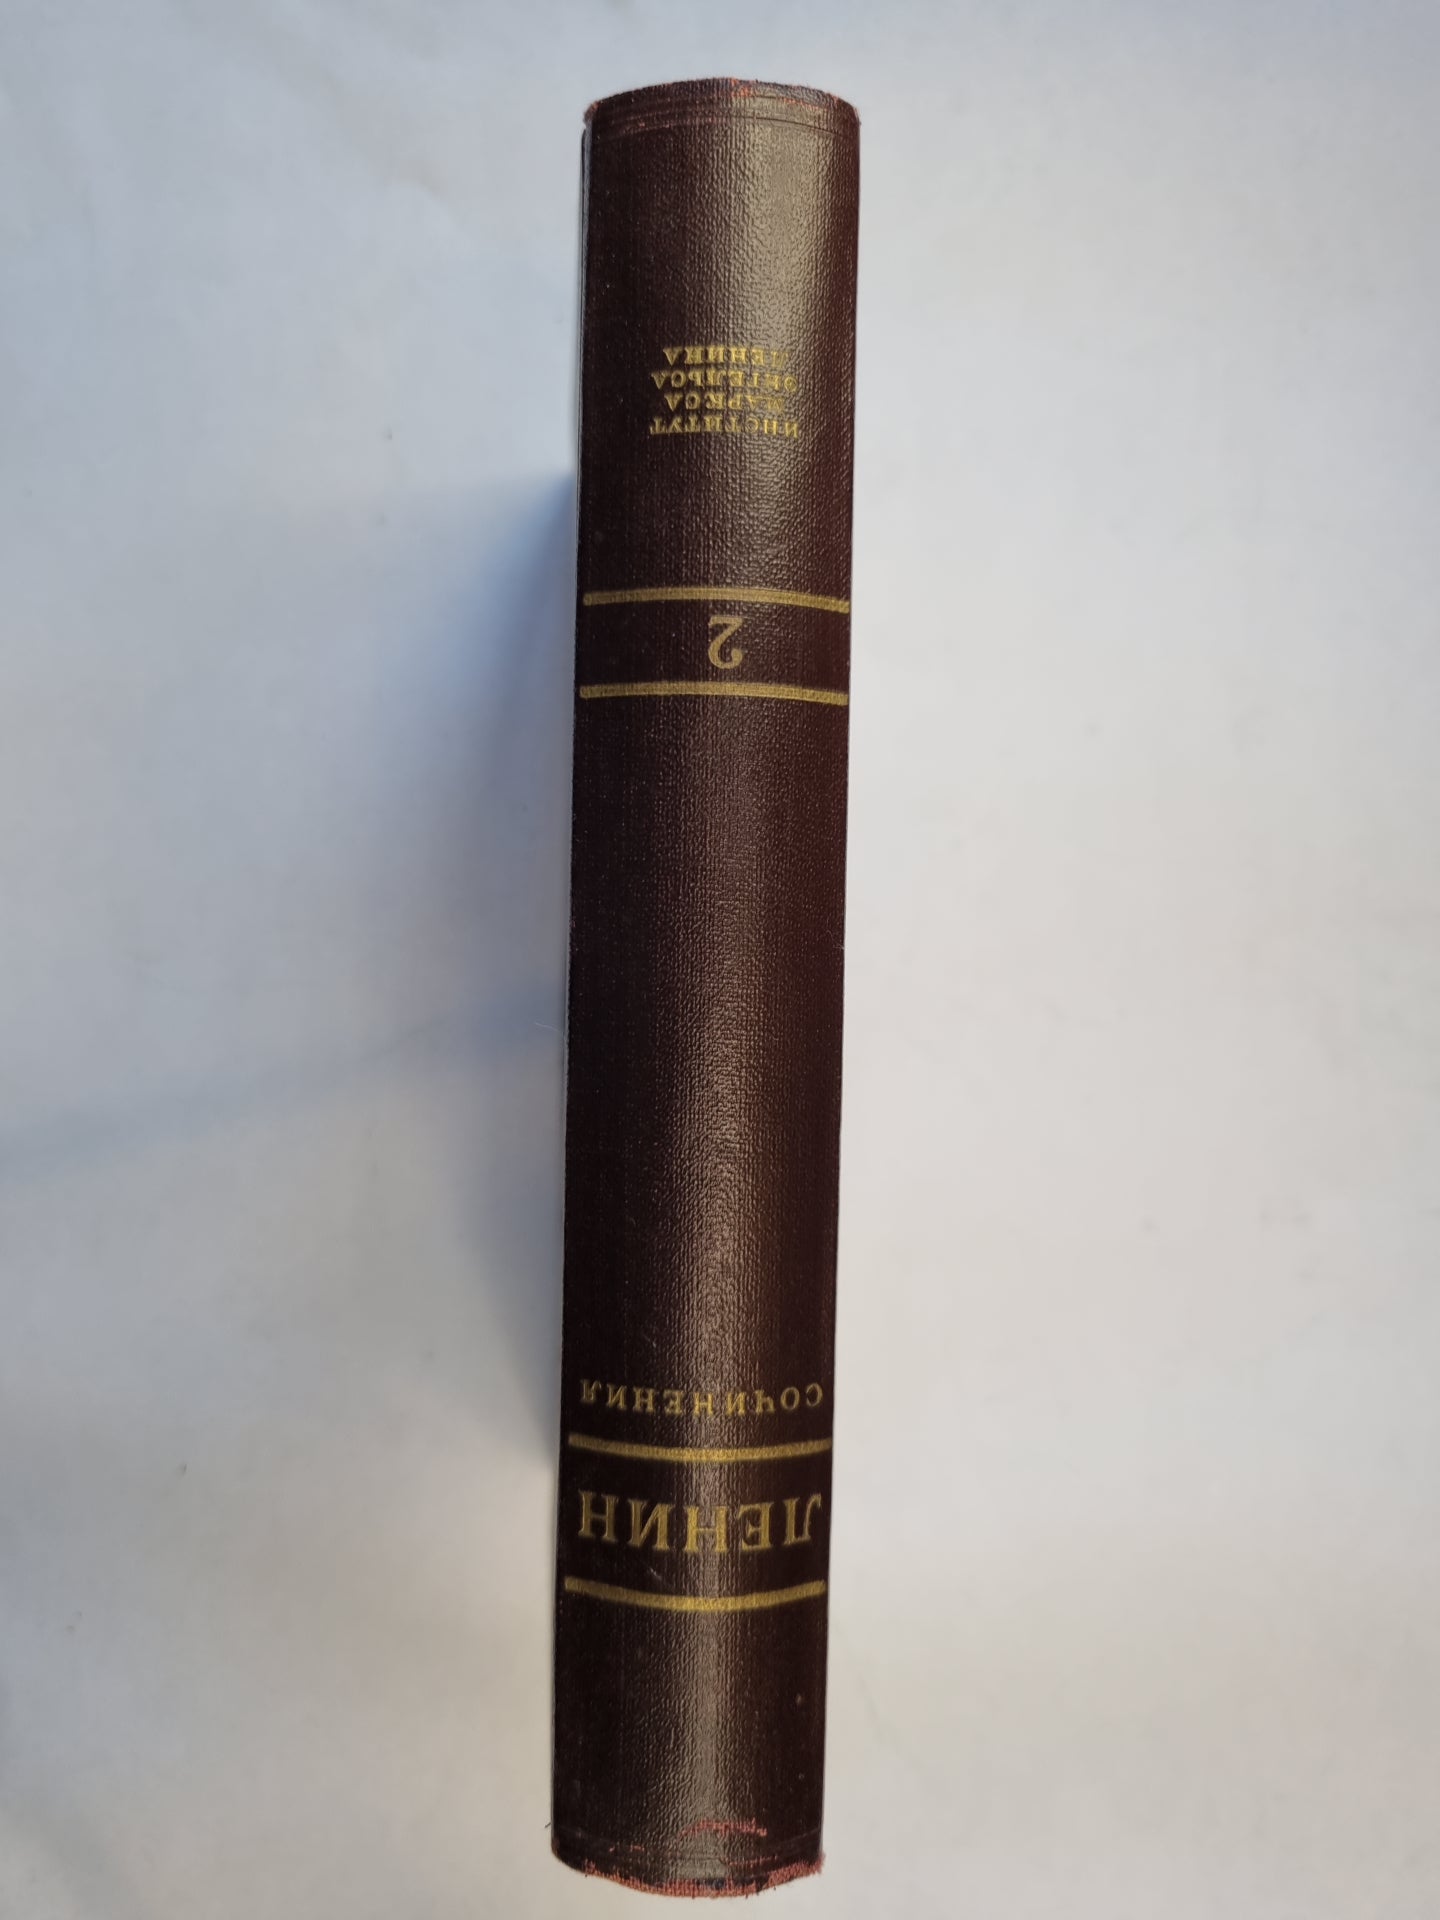 ЛЕНИН
СОЧИНЕНИЯ
2
ИНСТИТУТ
МАРКСА
ЭНГЕЛЬСА
ЛЕНИНА